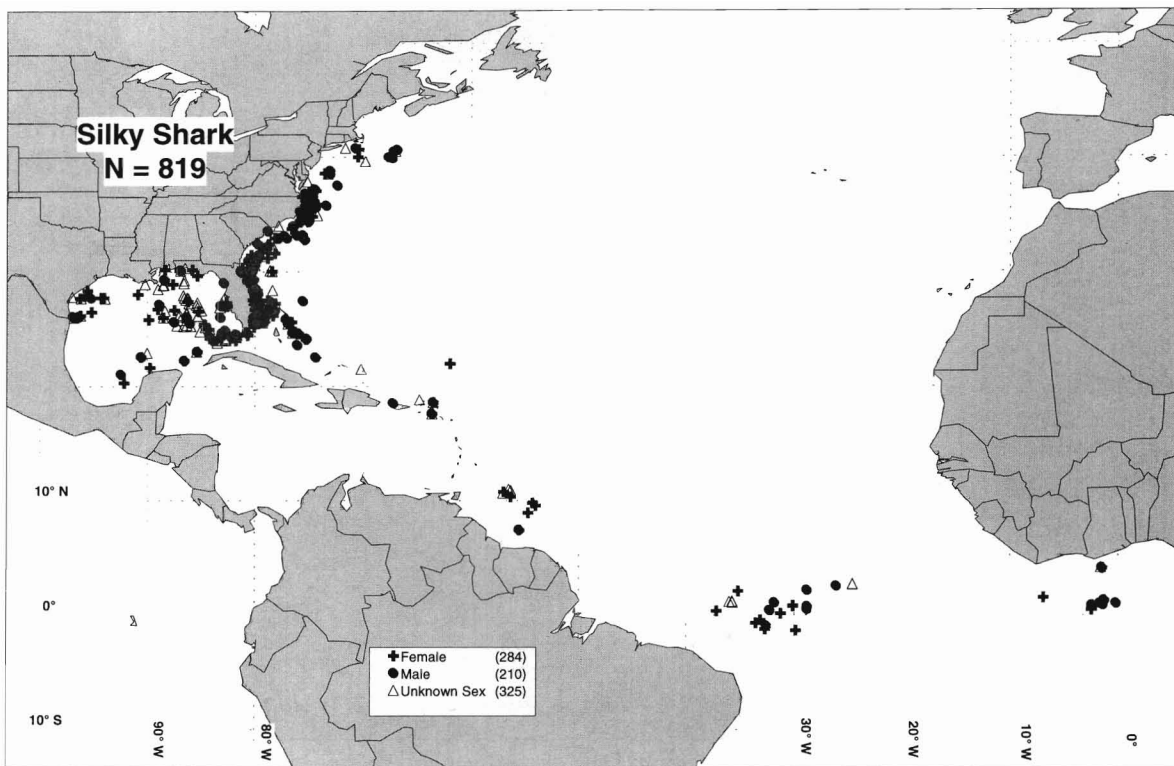 Silky Shark
N = 819
10° N
0°
10° S
Female (284)
Male (210)
Unknown Sex (325)
90° W
80° W
30° W
20° W
10° W
0°